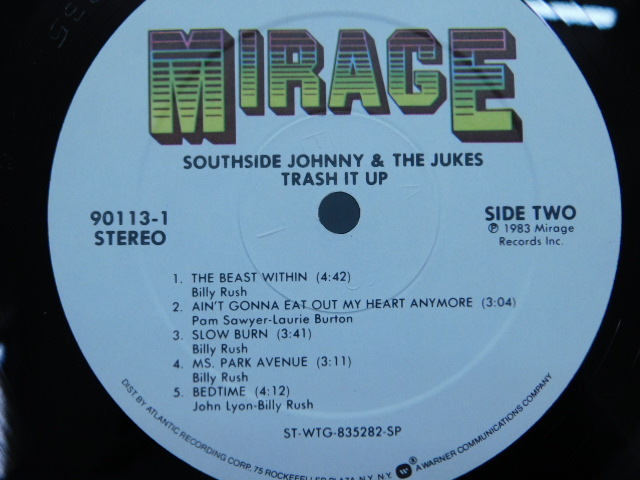 MIRAGE
SOUTHSIDE JOHNNY & THE JUKES
TRASH IT UP
90113-1
STEREO
SIDE TWO
℗ 1983 Mirage
Records Inc.
1. THE BEAST WITHIN (4:42)
Billy Rush
2. AIN'T GONNA EAT OUT MY HEART ANYMORE (3:04)
Pam Sawyer-Laurie Burton
3. SLOW BURN (3:41)
Billy Rush
4. MS. PARK AVENUE (3:11)
Billy Rush
5. BEDTIME (4:12)
John Lyon-Billy Rush
ST-WTG-835282-SP
DIST. BY ATLANTIC RECORDING CORP. 75 ROCKEFELLER PLAZA N.Y. N.Y. ® A WARNER COMMUNICATIONS COMPANY